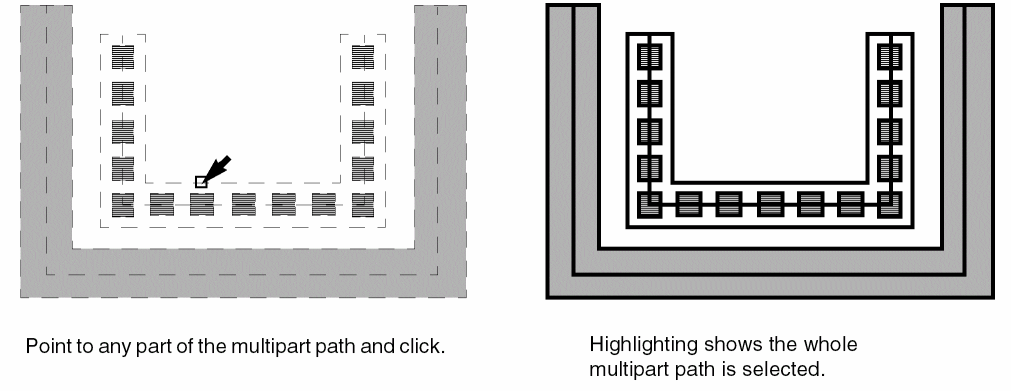 Point to any part of the multipart path and click.
Highlighting shows the whole
multipart path is selected.